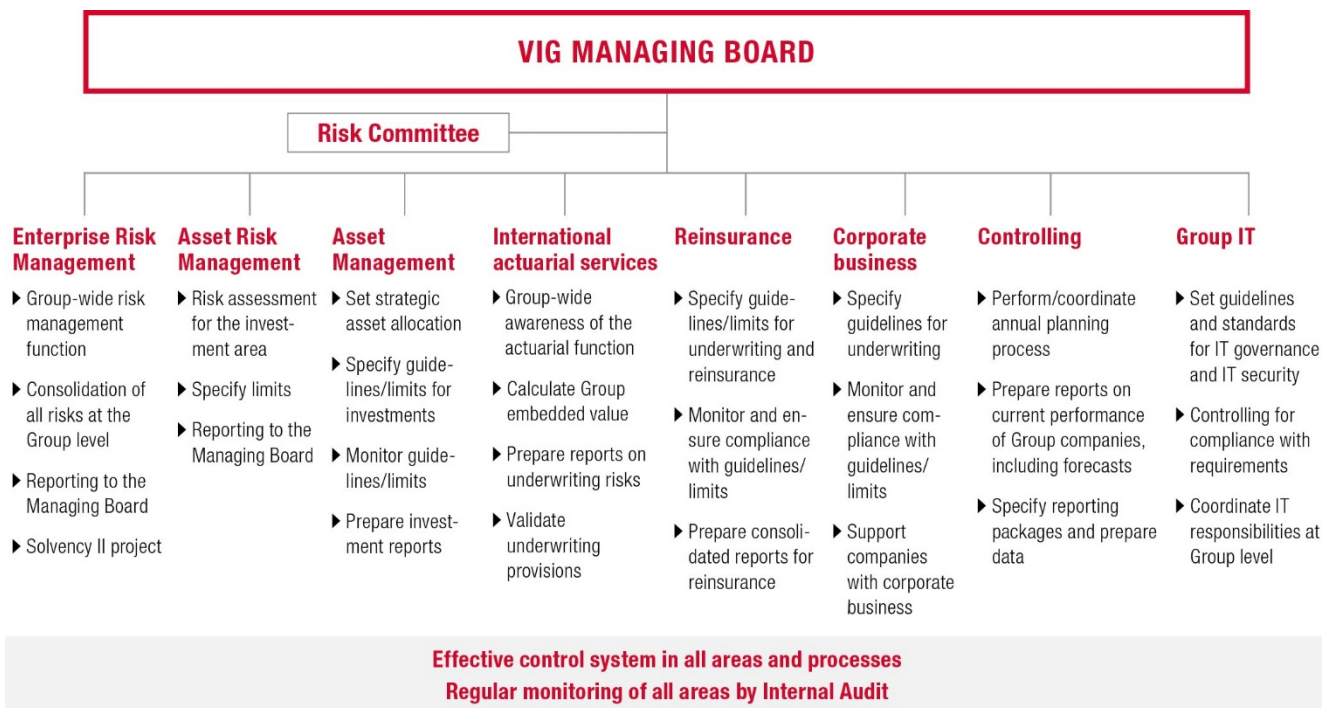 VIG MANAGING BOARD
Risk Committee
Enterprise Risk
Management
▶ Group-wide risk
management
function
▶ Consolidation of
all risks at the
Group level
▶ Reporting to the
Managing Board
▶ Solvency II project
Asset Risk
Management
▶ Risk assessment
for the invest-
ment area
▶ Specify limits
▶ Reporting to the
Managing Board
Asset
Management
▶ Set strategic
asset allocation
▶ Specify guide-
lines/limits for
investments
▶ Monitor guide-
lines/limits
▶ Prepare invest-
ment reports
International
actuarial services
▶ Group-wide
awareness of the
actuarial function
▶ Calculate Group
embedded value
▶ Prepare reports on
underwriting risks
▶ Validate
underwriting
provisions
Reinsurance
▶ Specify guide-
lines/limits for
underwriting and
reinsurance
▶ Monitor and en-
sure compliance
with guidelines/
limits
▶ Prepare consoli-
dated reports for
reinsurance
Corporate
business
▶ Specify
guidelines for
underwriting
▶ Monitor and
ensure com-
pliance with
guidelines/
limits
▶ Support
companies
with corporate
business
Controlling
▶ Perform/coordinate
annual planning
process
▶ Prepare reports on
current performance
of Group companies,
including forecasts
▶ Specify reporting
packages and prepare
data
Group IT
▶ Set guidelines
and standards
for IT governance
and IT security
▶ Controlling for
compliance with
requirements
▶ Coordinate IT
responsibilities at
Group level
Effective control system in all areas and processes
Regular monitoring of all areas by Internal Audit